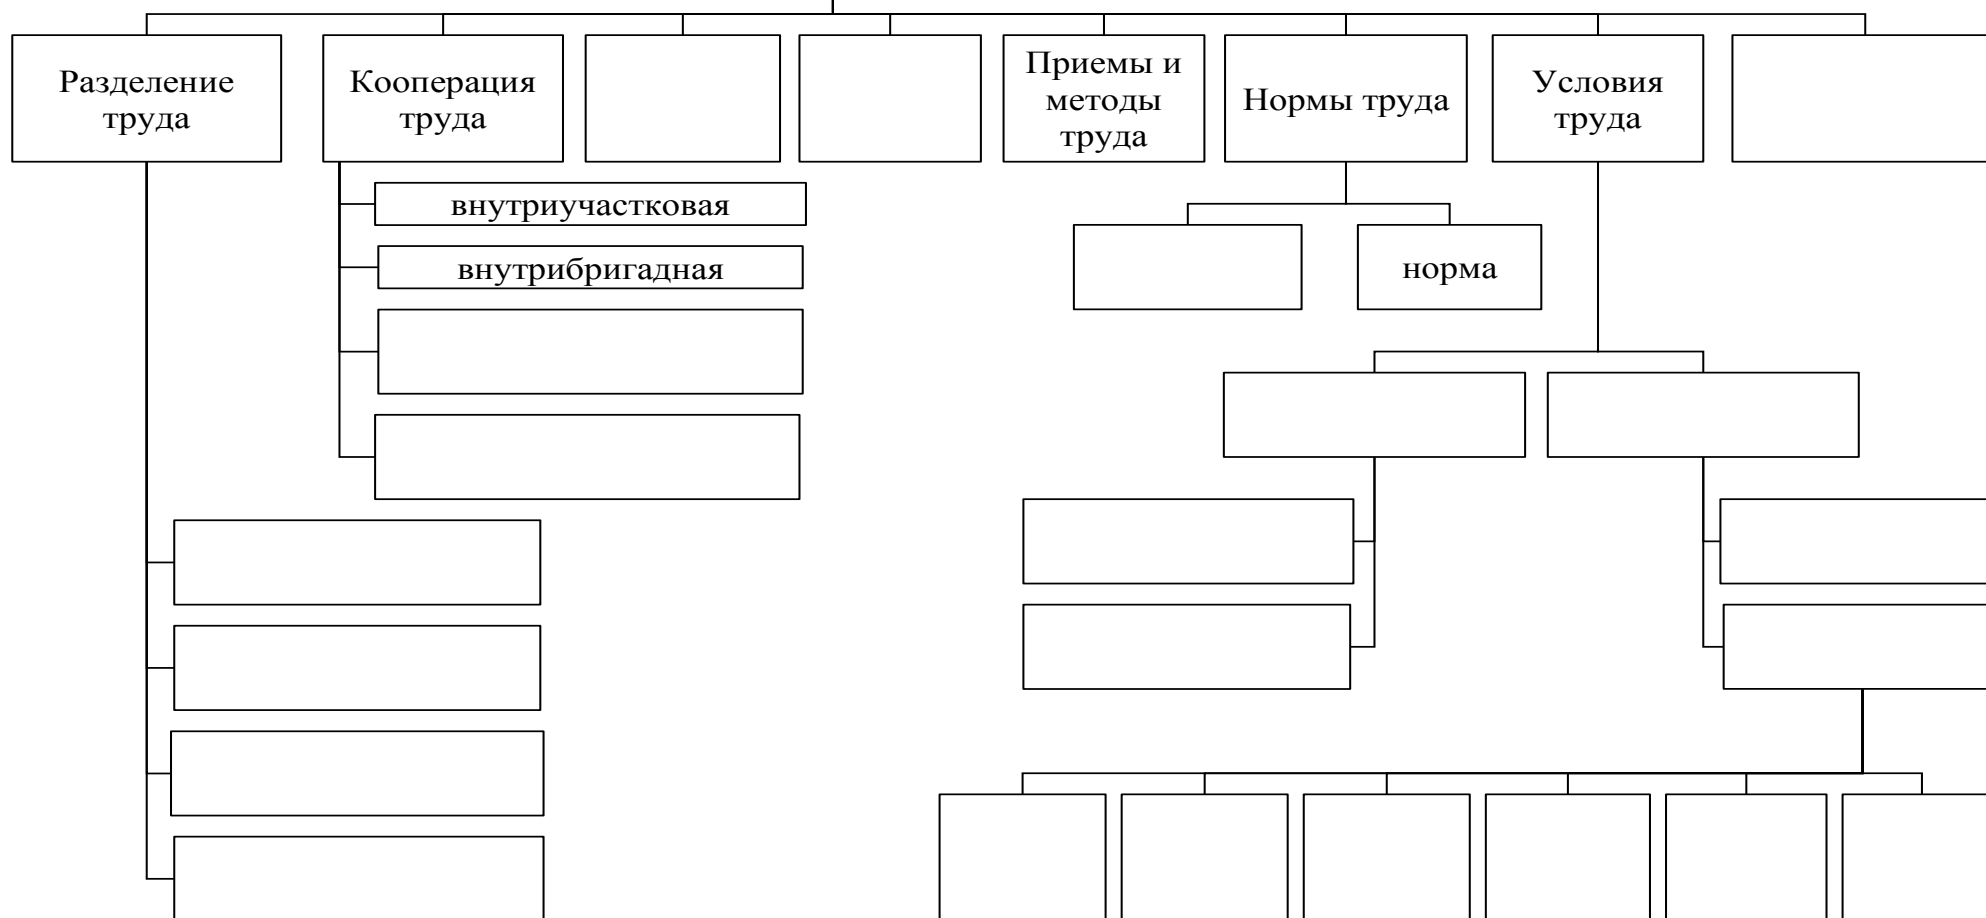 Разделение
труда
Кооперация
труда
Приемы и
методы
труда
Нормы труда
Условия
труда
внутриучастковая
внутрибригадная
норма